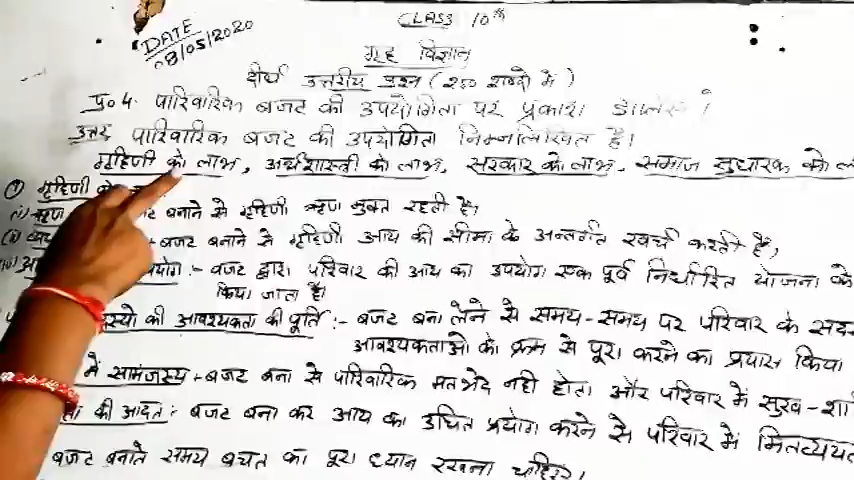 CLASS 10th
DATE
08/05/2020
गृह विज्ञान
दीर्घ उत्तरीय प्रश्न (250 शब्दो में)
प्र० 4. पारिवारिक बजट की उपयोगिता पर प्रकाश डालिए।
उत्तर पारिवारिक बजट की उपयोगिता निम्नलिखित है।
गृहिणी को लाभ, अर्थशास्त्री को लाभ, सरकार को लाभ, समाज सुधारक को
① गृहिणी
(i) ऋण बनाने से गृहिणी ऋण मुक्त रहती है।
(ii) बजट बनाने से गृहिणी आय की सीमा के अन्तर्गत खर्च करती है,
:- बजट द्वारा परिवार की आय का उपयोग एक पूर्व निर्धारित योजना के
किया जाता है।
की आवश्यकता की पूर्ति :- बजट बना लेने से समय-समय पर परिवार के
आवश्यकताओ के क्रम से पूरा करने का प्रयास किया
में सामंजस्य :- बजट बना से पारिवारिक मतभेद नही होता और परिवार में सुख-
की आदत :- बजट बना कर आय का उचित प्रयोग करने से परिवार में
बजट बनाते समय बचत का पूरा ध्यान रखना चाहिए।